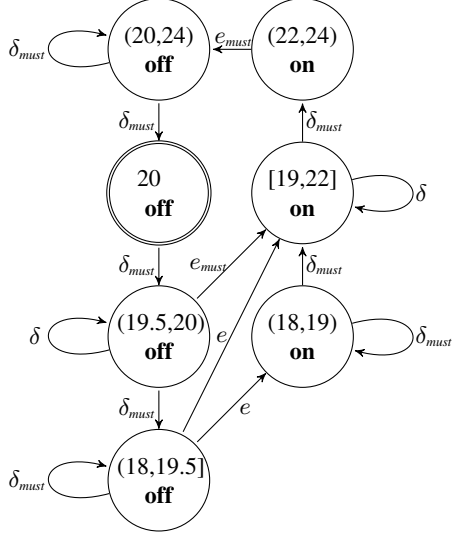 δmust
(20,24)
off
emust
(22,24)
on
δmust
δmust
20
off
[19,22]
on
δ
δmust
emust
δmust
δ
(19.5,20)
off
e
(18,19)
on
δmust
δmust
e
δmust
(18,19.5]
off